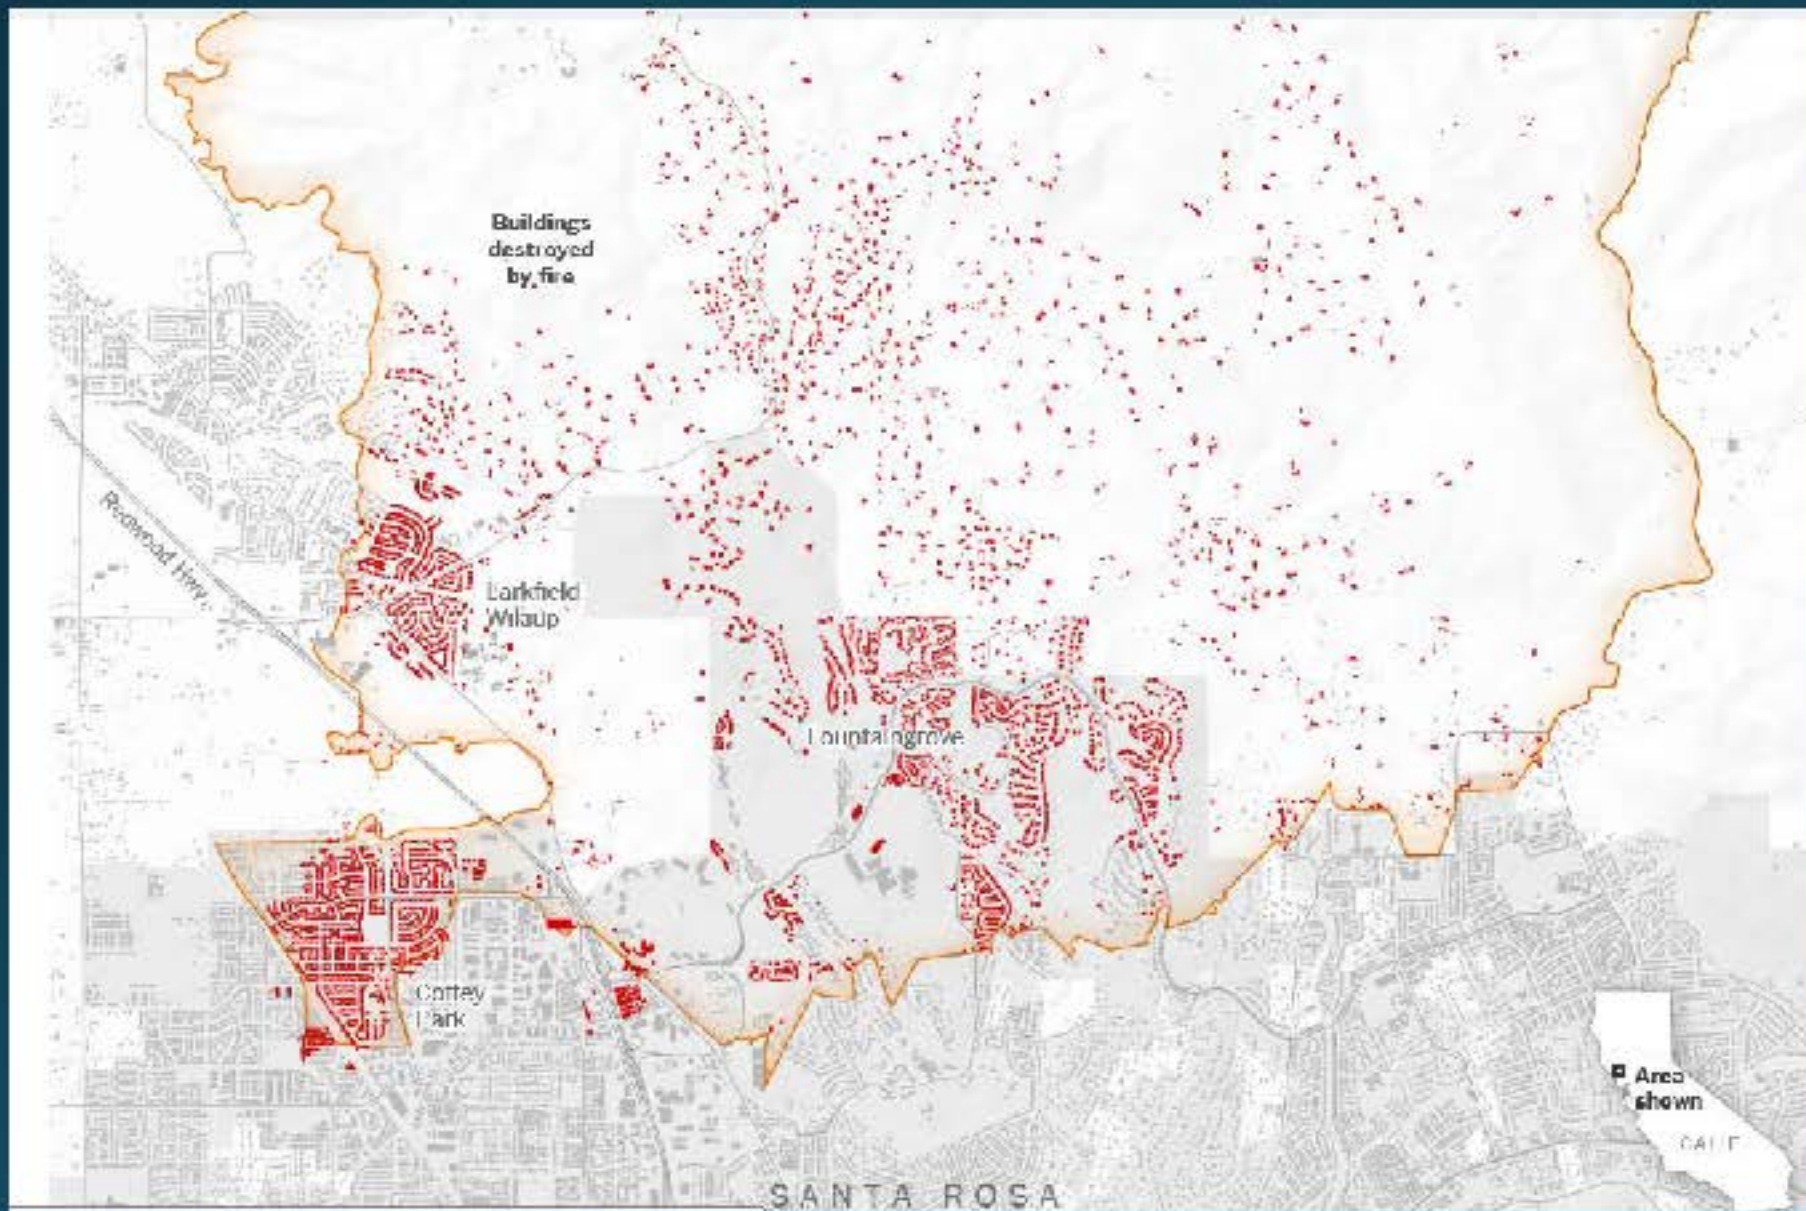 Buildings
destroyed
by fire
Redwood Hwy.
Larkfield
Wikiup
Fountaingrove
Coffey
Park
Area
shown
CALIF
SANTA ROSA